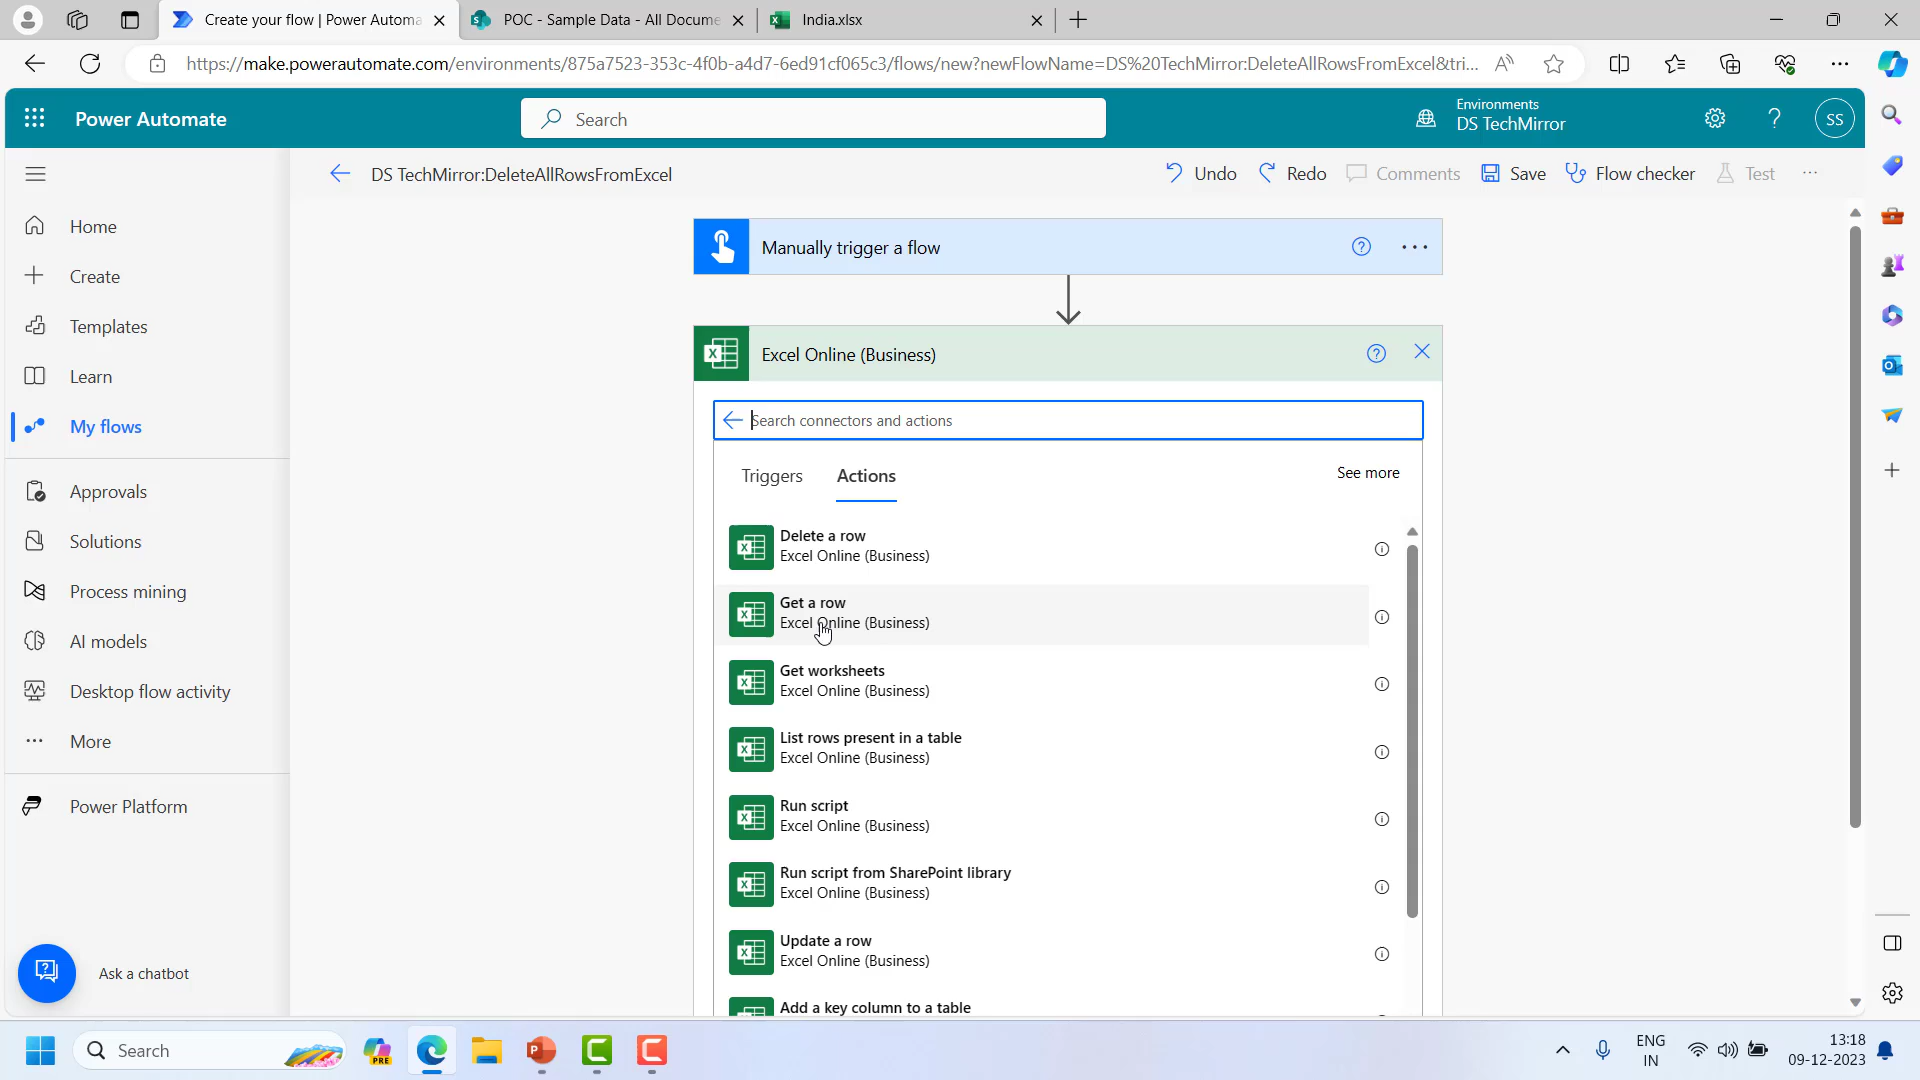 Create your flow | Power Automa
POC - Sample Data - All Docume
India.xlsx
https://make.powerautomate.com/environments/875a7523-353c-4f0b-a4d7-6ed91cf065c3/flows/new?newFlowName=DS%20TechMirror:DeleteAllRowsFromExcel&tri...
Power Automate
Search
Environments
DS TechMirror
SS
DS TechMirror:DeleteAllRowsFromExcel
Undo
Redo
Comments
Save
Flow checker
Test
Home
Create
Templates
Learn
My flows
Approvals
Solutions
Process mining
AI models
Desktop flow activity
More
Power Platform
Ask a chatbot
Manually trigger a flow
Excel Online (Business)
Search connectors and actions
Triggers
Actions
See more
Delete a row
Excel Online (Business)
Get a row
Excel Online (Business)
Get worksheets
Excel Online (Business)
List rows present in a table
Excel Online (Business)
Run script
Excel Online (Business)
Run script from SharePoint library
Excel Online (Business)
Update a row
Excel Online (Business)
Add a key column to a table
Search
PRE
ENG
IN
13:18
09-12-2023